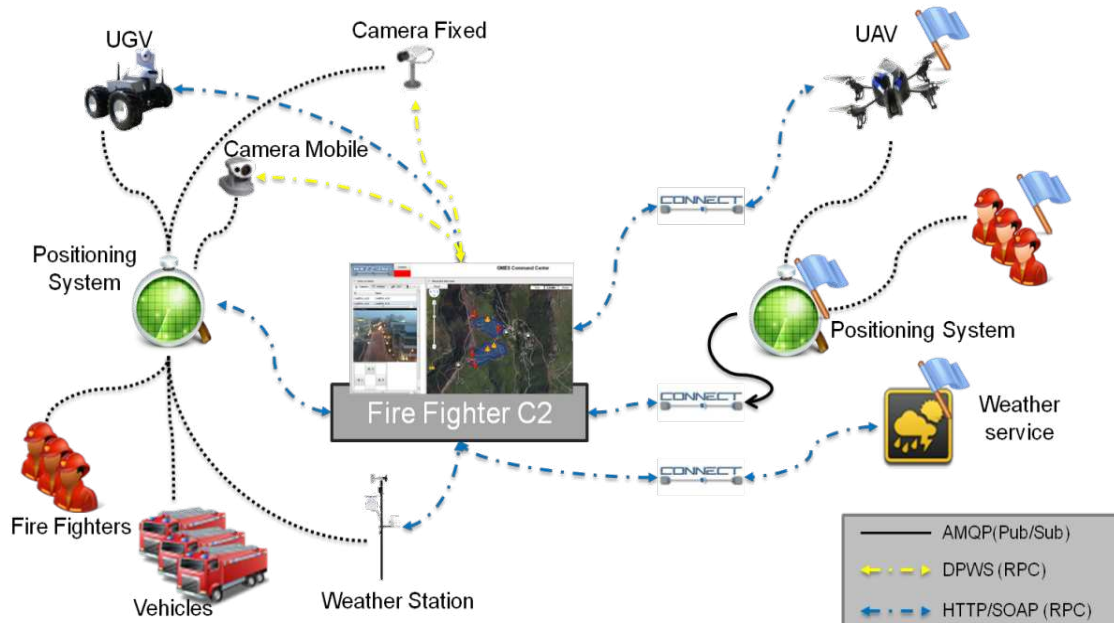 UGV
Camera Fixed
UAV
Camera Mobile
CONNECT
Positioning
System
Positioning System
Fire Fighter C2
CONNECT
Weather
service
CONNECT
Fire Fighters
Vehicles
Weather Station
AMQP(Pub/Sub)
DPWS (RPC)
HTTP/SOAP (RPC)